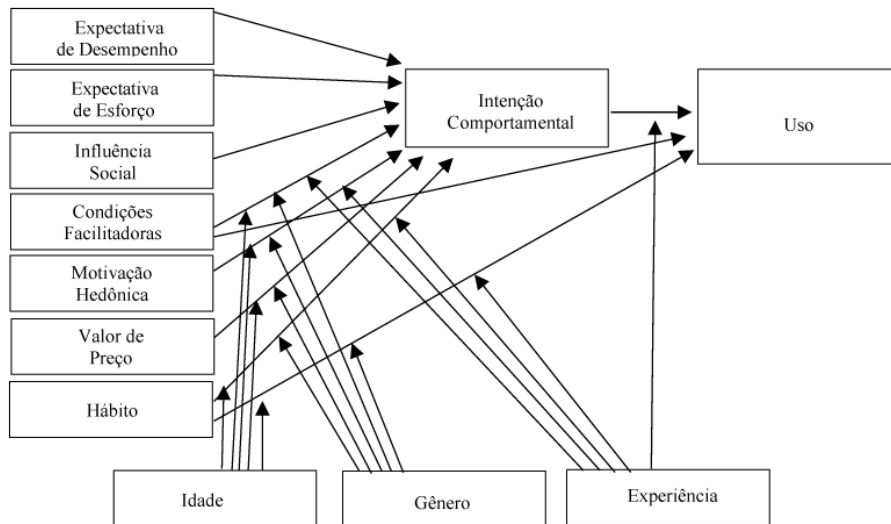 Expectativa
de Desempenho
Expectativa
de Esforço
Influência
Social
Condições
Facilitadoras
Motivação
Hedônica
Valor de
Preço
Hábito
Intenção
Comportamental
Uso
Idade
Gênero
Experiência